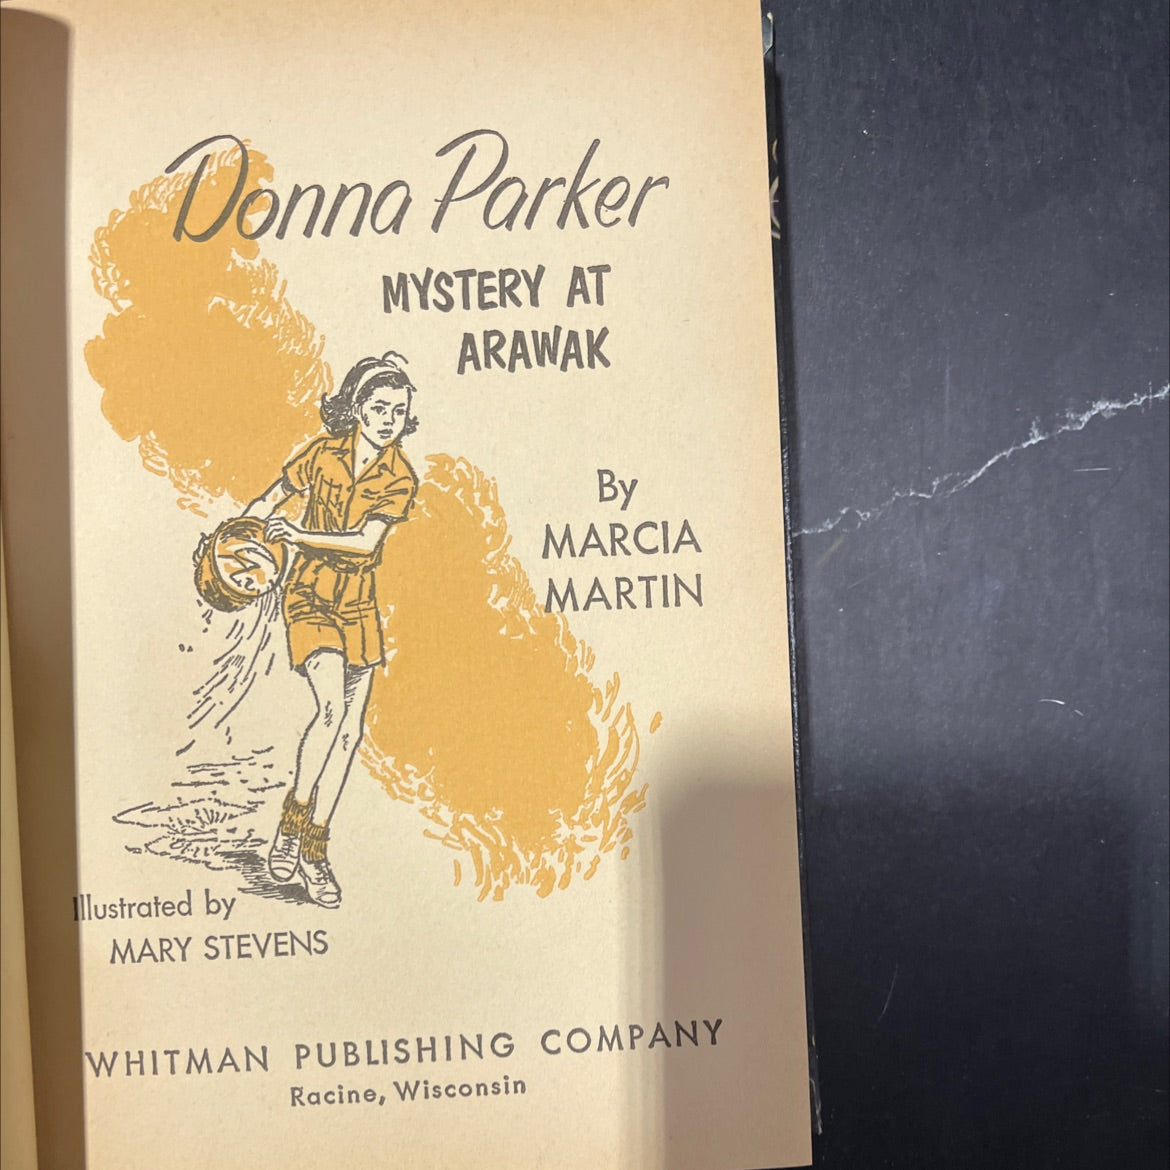 Donna Parker
MYSTERY AT
ARAWAK
By
MARCIA
MARTIN
Illustrated by
MARY STEVENS
WHITMAN PUBLISHING COMPANY
Racine, Wisconsin